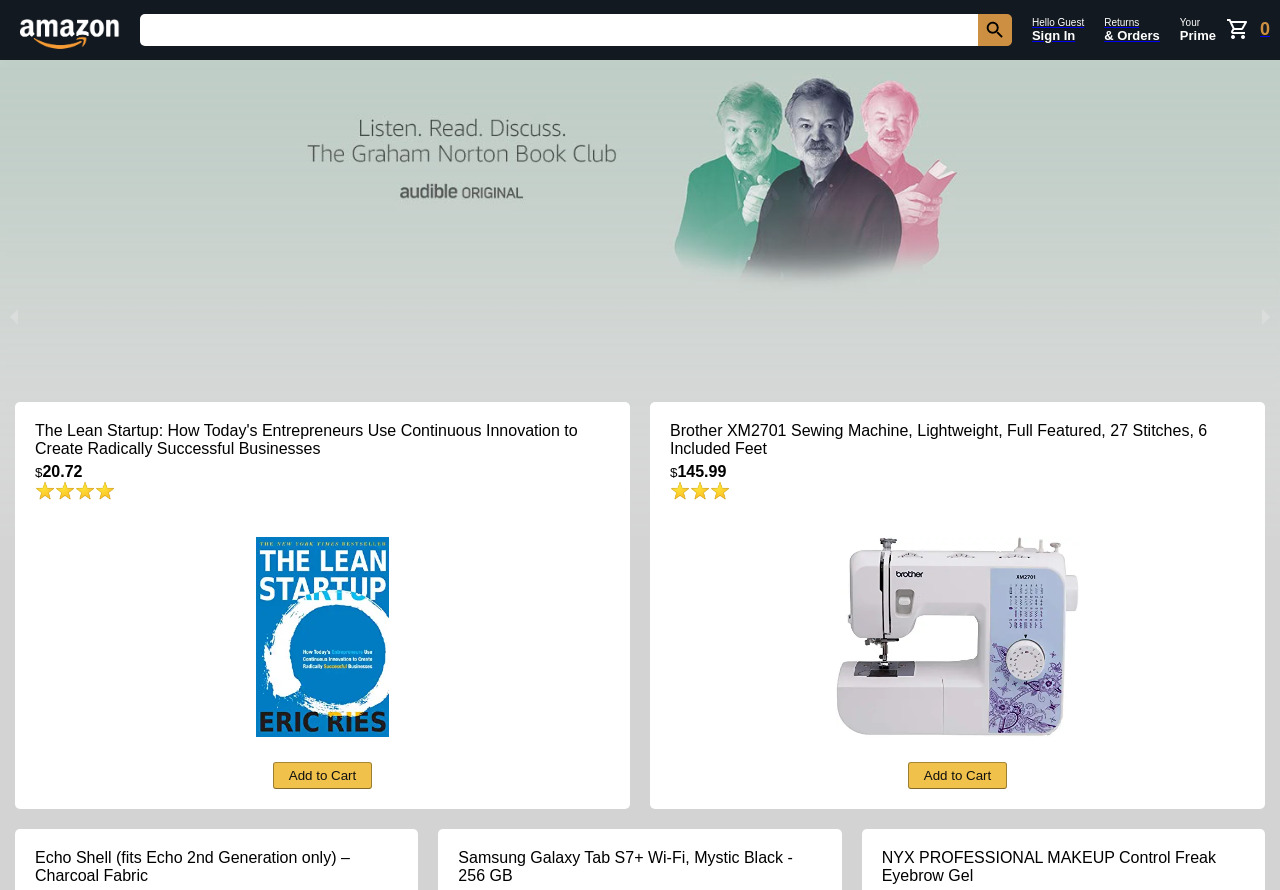 amazon
Hello Guest
Sign In
Returns
& Orders
Your
Prime
0
Listen. Read. Discuss.
The Graham Norton Book Club
audible ORIGINAL
The Lean Startup: How Today's Entrepreneurs Use Continuous Innovation to
Create Radically Successful Businesses
$20.72
THE NEW YORK TIMES BESTSELLER
THE LEAN
STARTUP
How Today's Entrepreneurs Use
Continuous Innovation to Create
Radically Successful Businesses
ERIC RIES
Add to Cart
Brother XM2701 Sewing Machine, Lightweight, Full Featured, 27 Stitches, 6
Included Feet
$145.99
brother
XM2701
Add to Cart
Echo Shell (fits Echo 2nd Generation only) –
Charcoal Fabric
Samsung Galaxy Tab S7+ Wi-Fi, Mystic Black -
256 GB
NYX PROFESSIONAL MAKEUP Control Freak
Eyebrow Gel